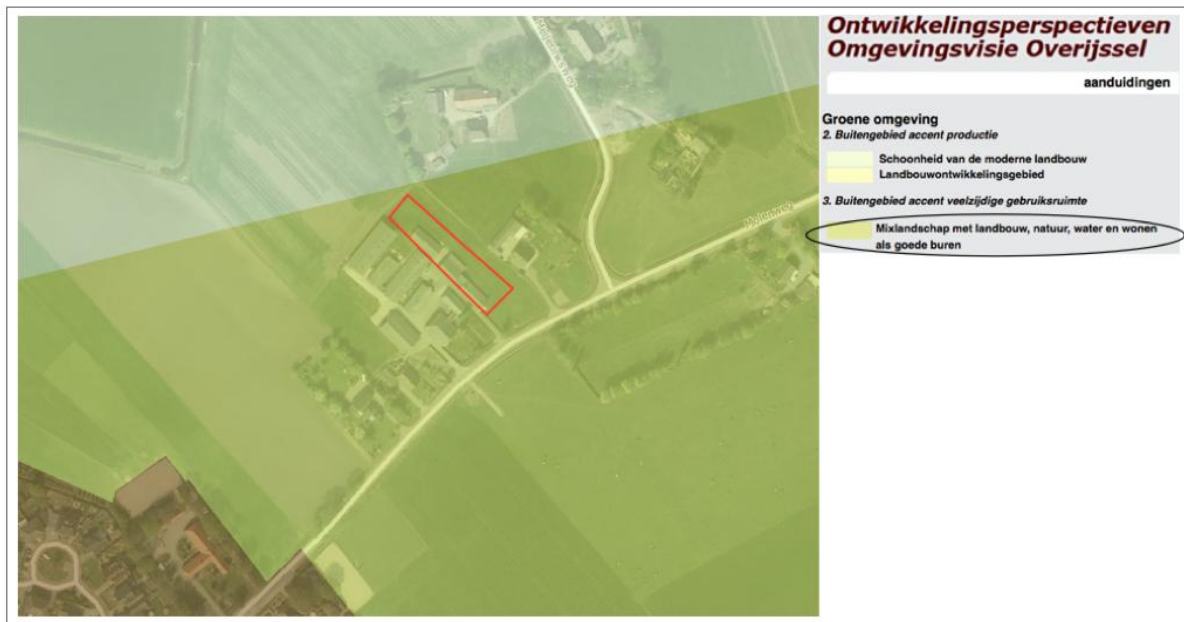 Ontwikkelingsperspectieven
Omgevingsvisie Overijssel
aanduidingen
Groene omgeving
2. Buitengebied accent productie
Schoonheid van de moderne landbouw
Landbouwontwikkelingsgebied
3. Buitengebied accent veelzijdige gebruiksruimte
Mixlandschap met landbouw, natuur, water en wonen
als goede buren
Molenweg